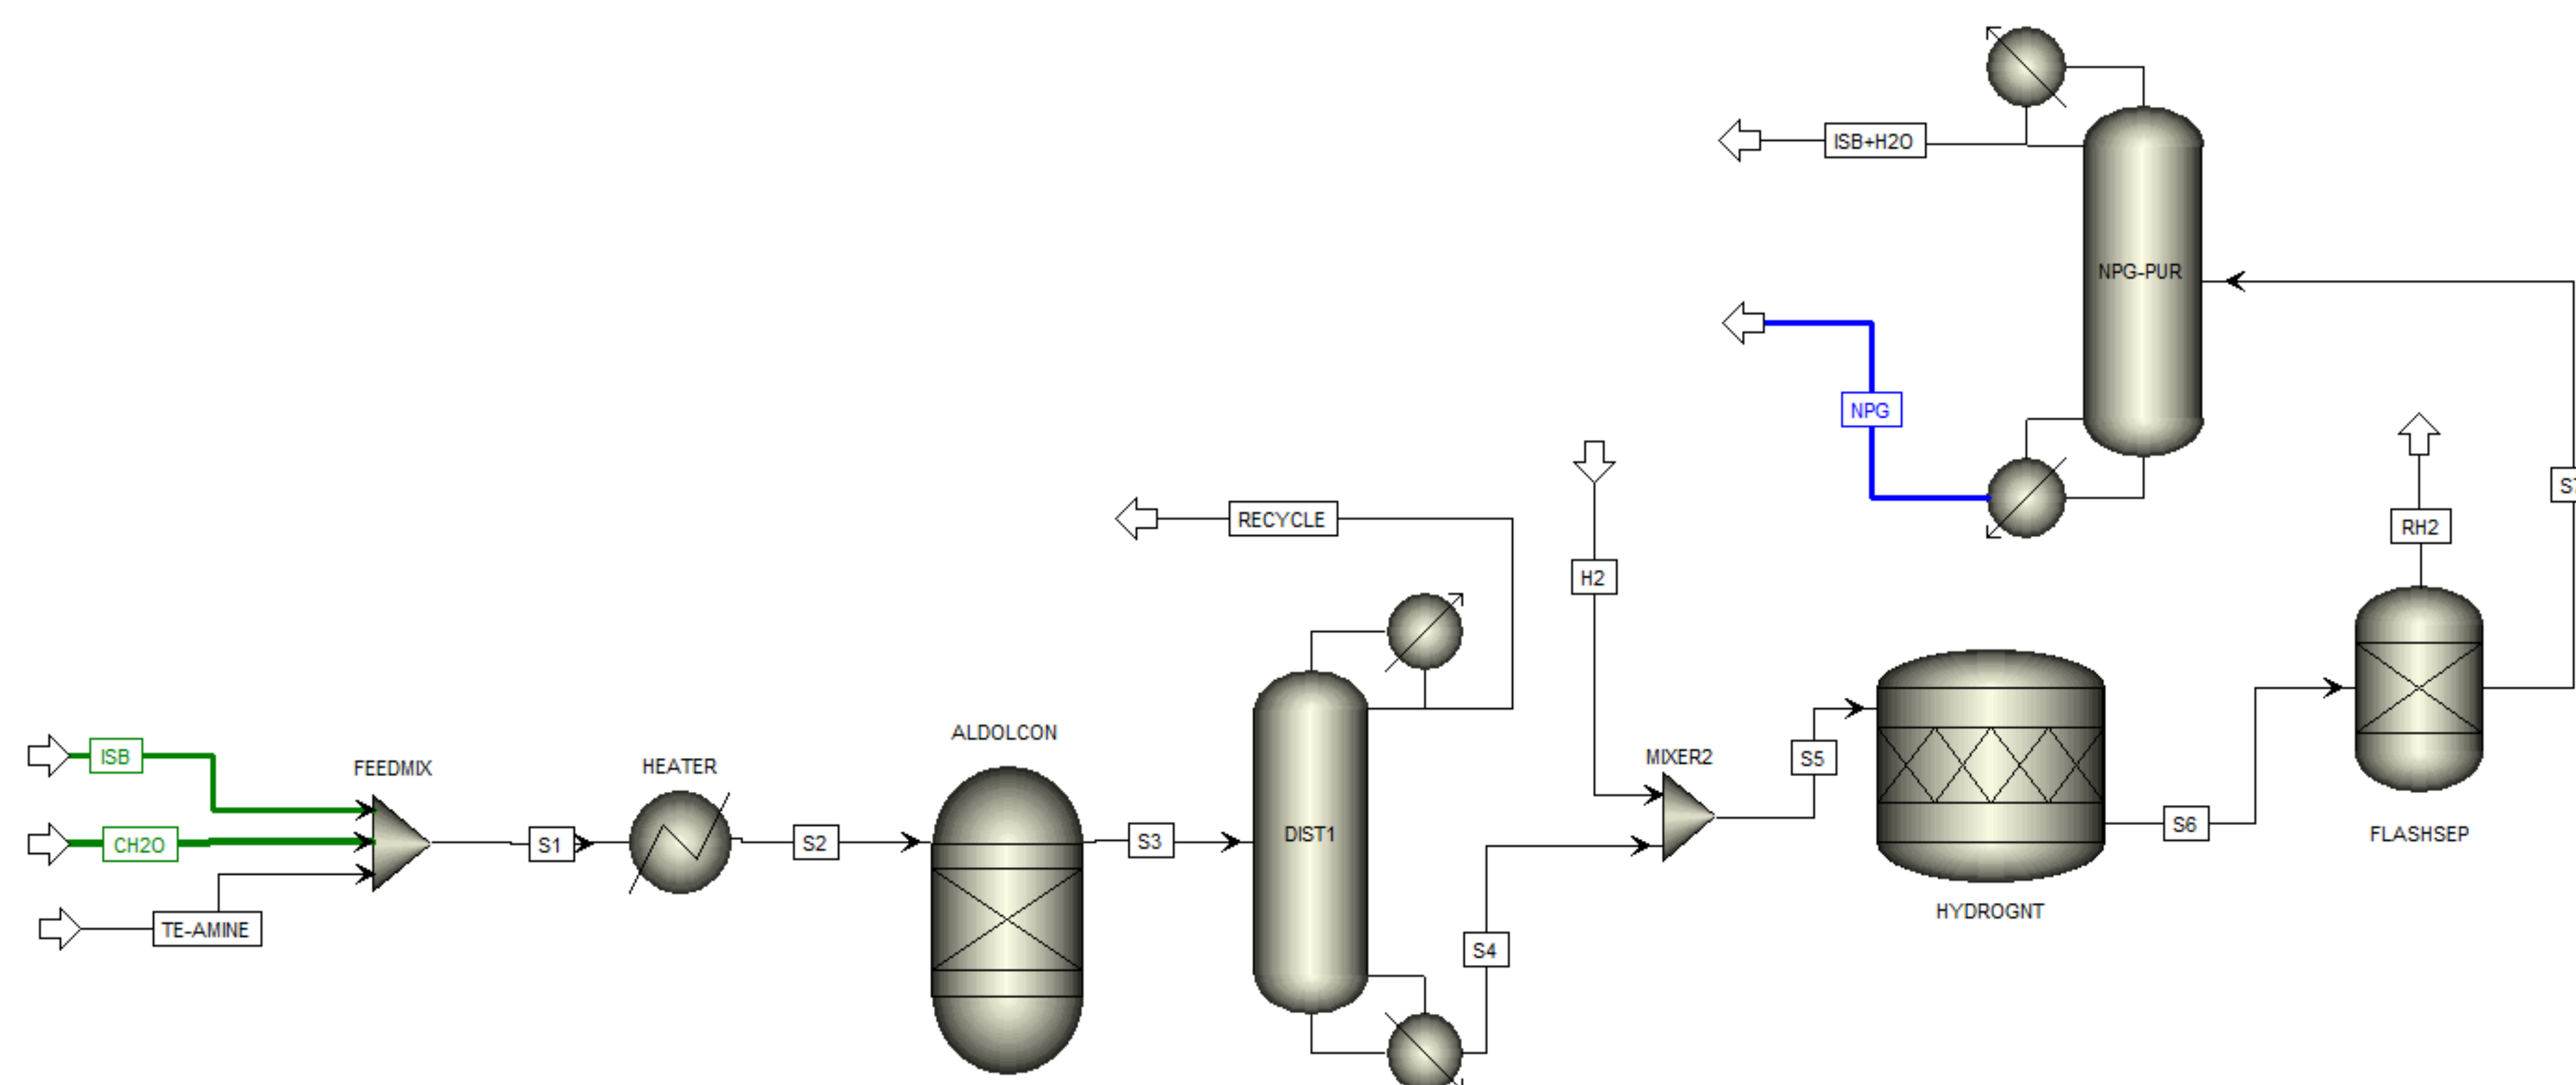 ISB+H2O
NPG-PUR
NPG
RECYCLE
H2
RH2
ISB
FEEDMIX
HEATER
ALDOLCON
MIXER2
CH2O
S1
S2
S3
DIST1
S5
S6
FLASHSEP
TE-AMINE
S4
HYDROGNT